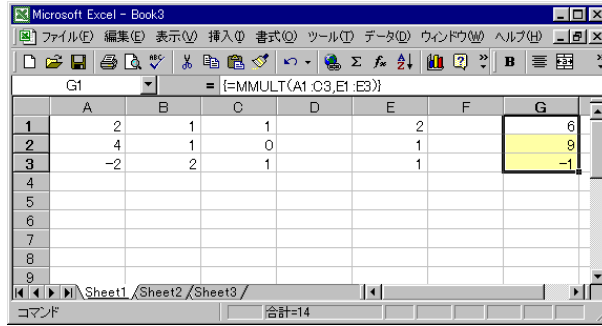 Microsoft Excel - Book3
ファイル(F) 編集(E) 表示(V) 挿入(I) 書式(O) ツール(T) データ(D) ウィンドウ(W) ヘルプ(H)
G1 = {=MMULT(A1:C3,E1:E3)}
A B C D E F G
1 2 1 1 2 6
2 4 1 0 1 9
3 -2 2 1 1 -1
4
5
6
7
8
9
Sheet1 Sheet2 Sheet3
コマンド 合計=14